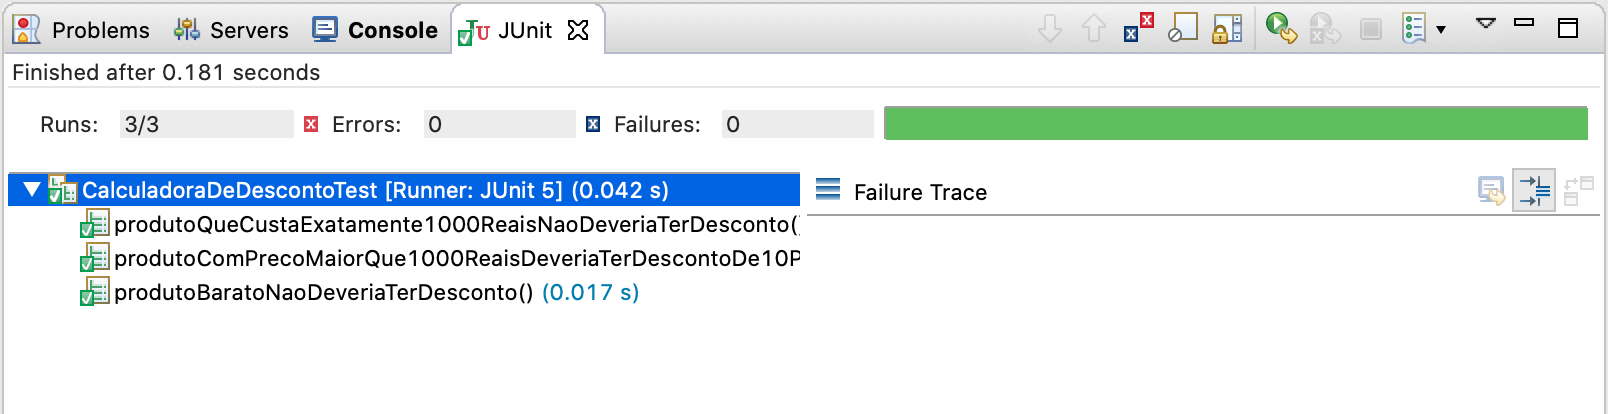 Problems Servers Console JUnit
Finished after 0.181 seconds
Runs: 3/3 Errors: 0 Failures: 0
CalculadoraDeDescontoTest [Runner: JUnit 5] (0.042 s)
Failure Trace
produtoQueCustaExatamente1000ReaisNaoDeveriaTerDesconto()
produtoComPrecoMaiorQue1000ReaisDeveriaTerDescontoDe10P
produtoBaratoNaoDeveriaTerDesconto() (0.017 s)